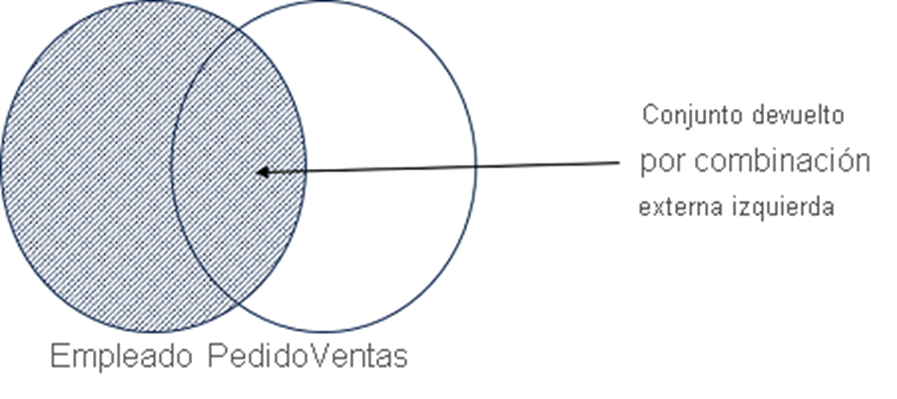 Conjunto devuelto
por combinación
externa izquierda
Empleado PedidoVentas